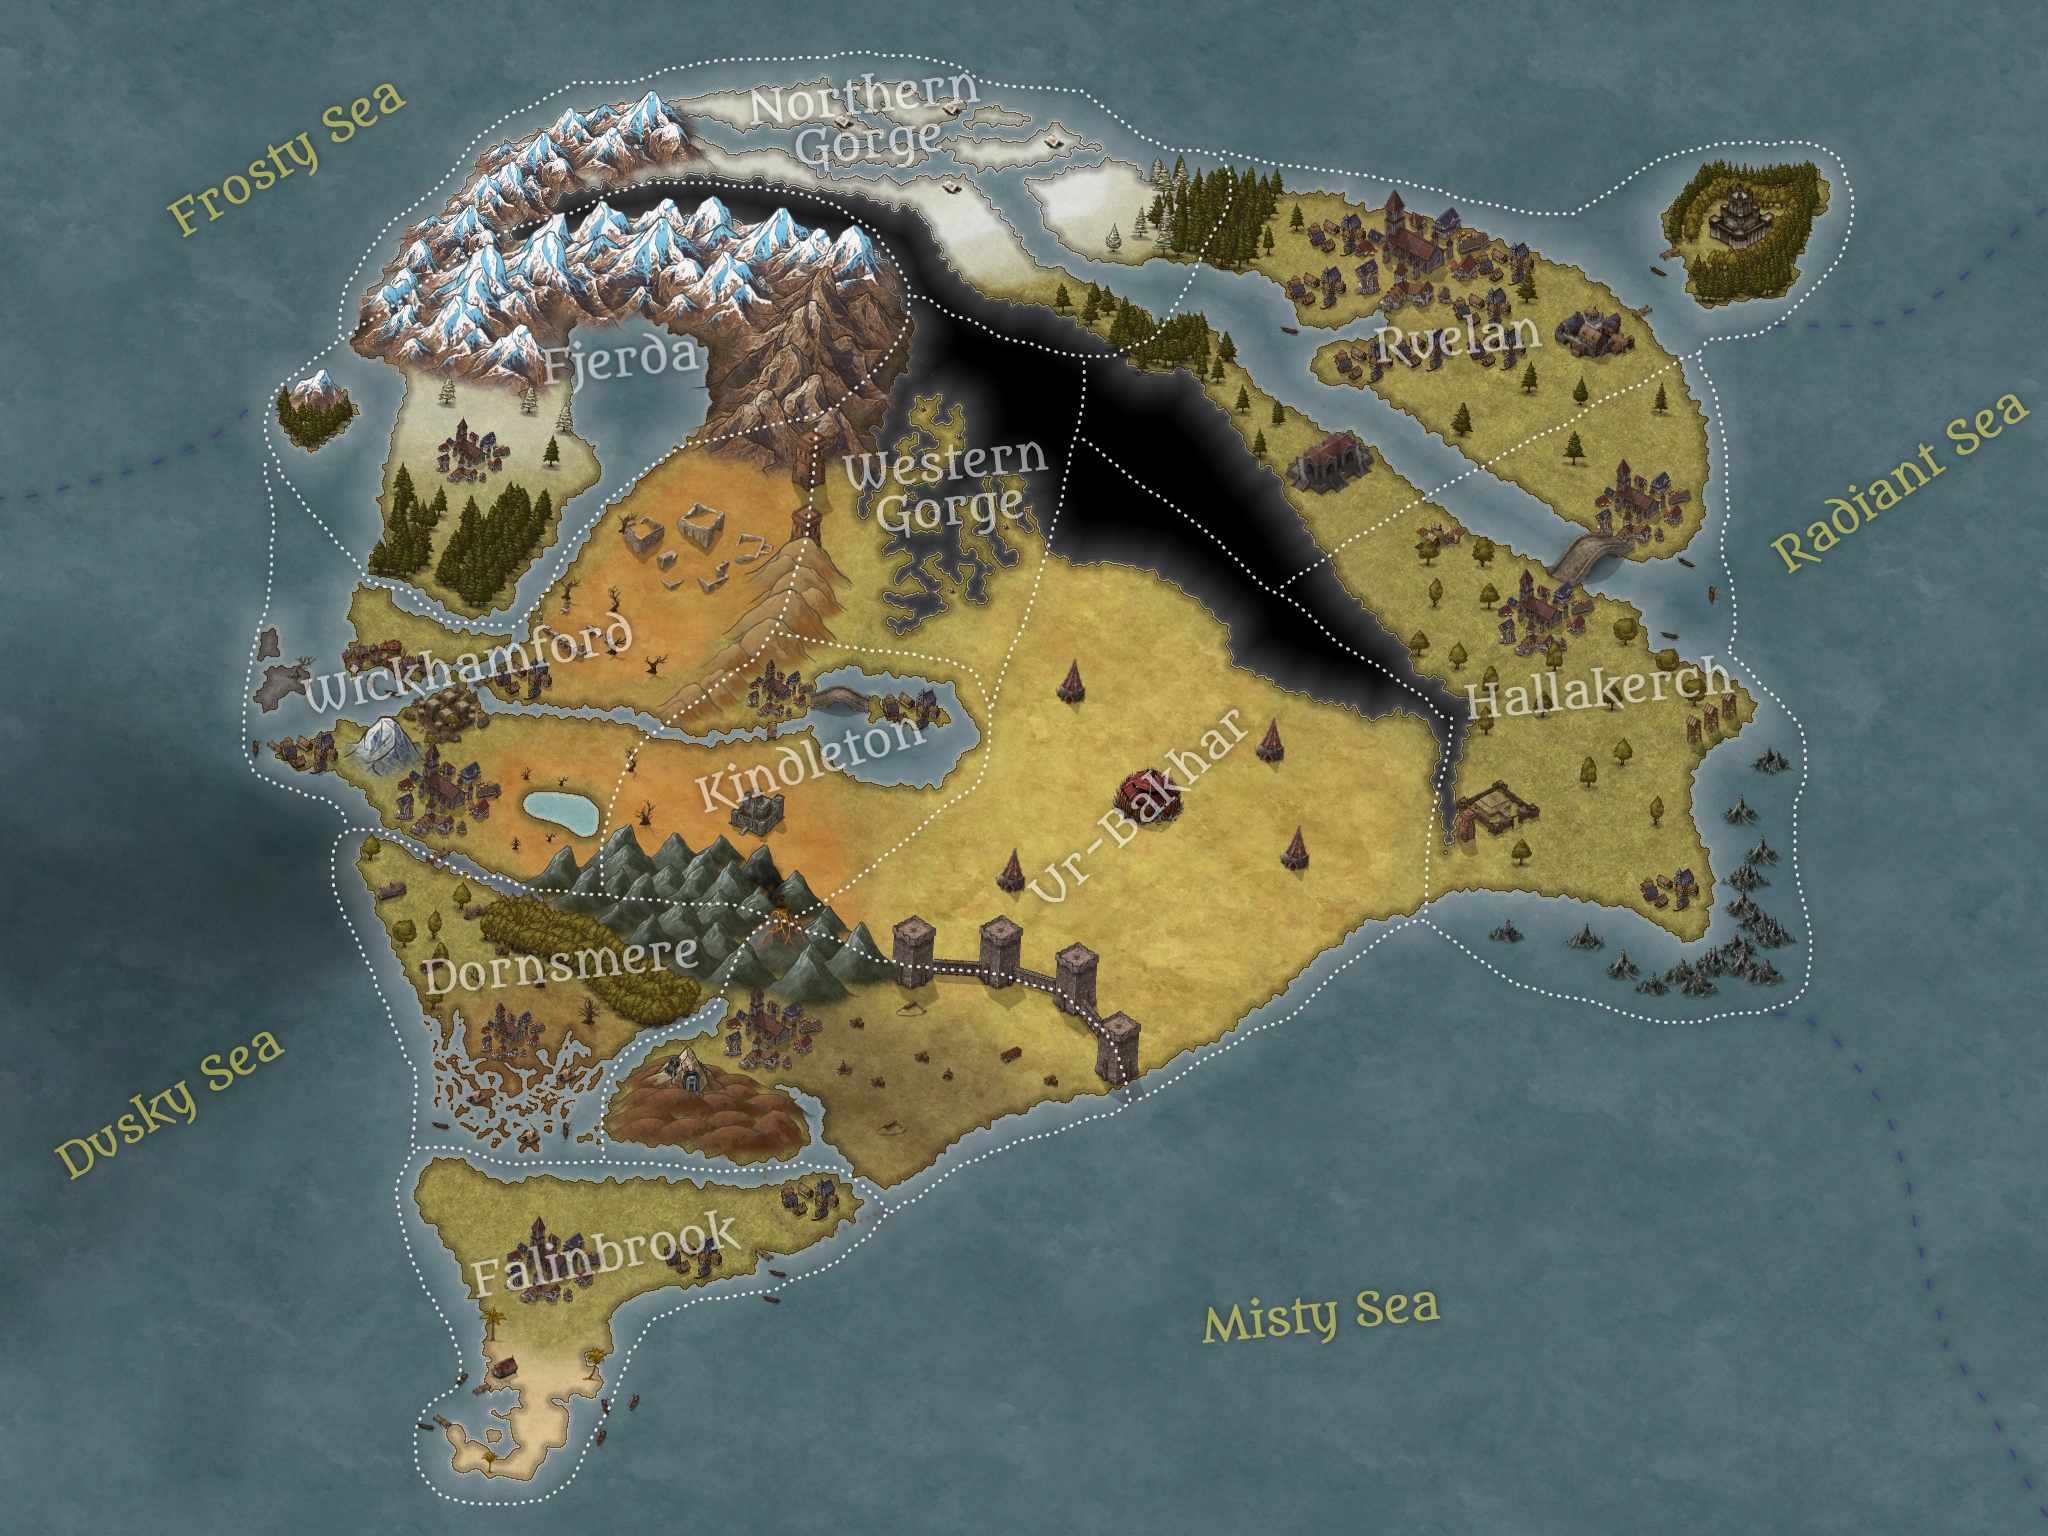 Northern
Gorge
Frosty Sea
Ruelan
Fjerda
Western
Gorge
Radiant Sea
Wickhamford
Hallakerch
Kindleton
Ur-Bakhar
Dornsmere
Dusky Sea
Falinbrook
Misty Sea